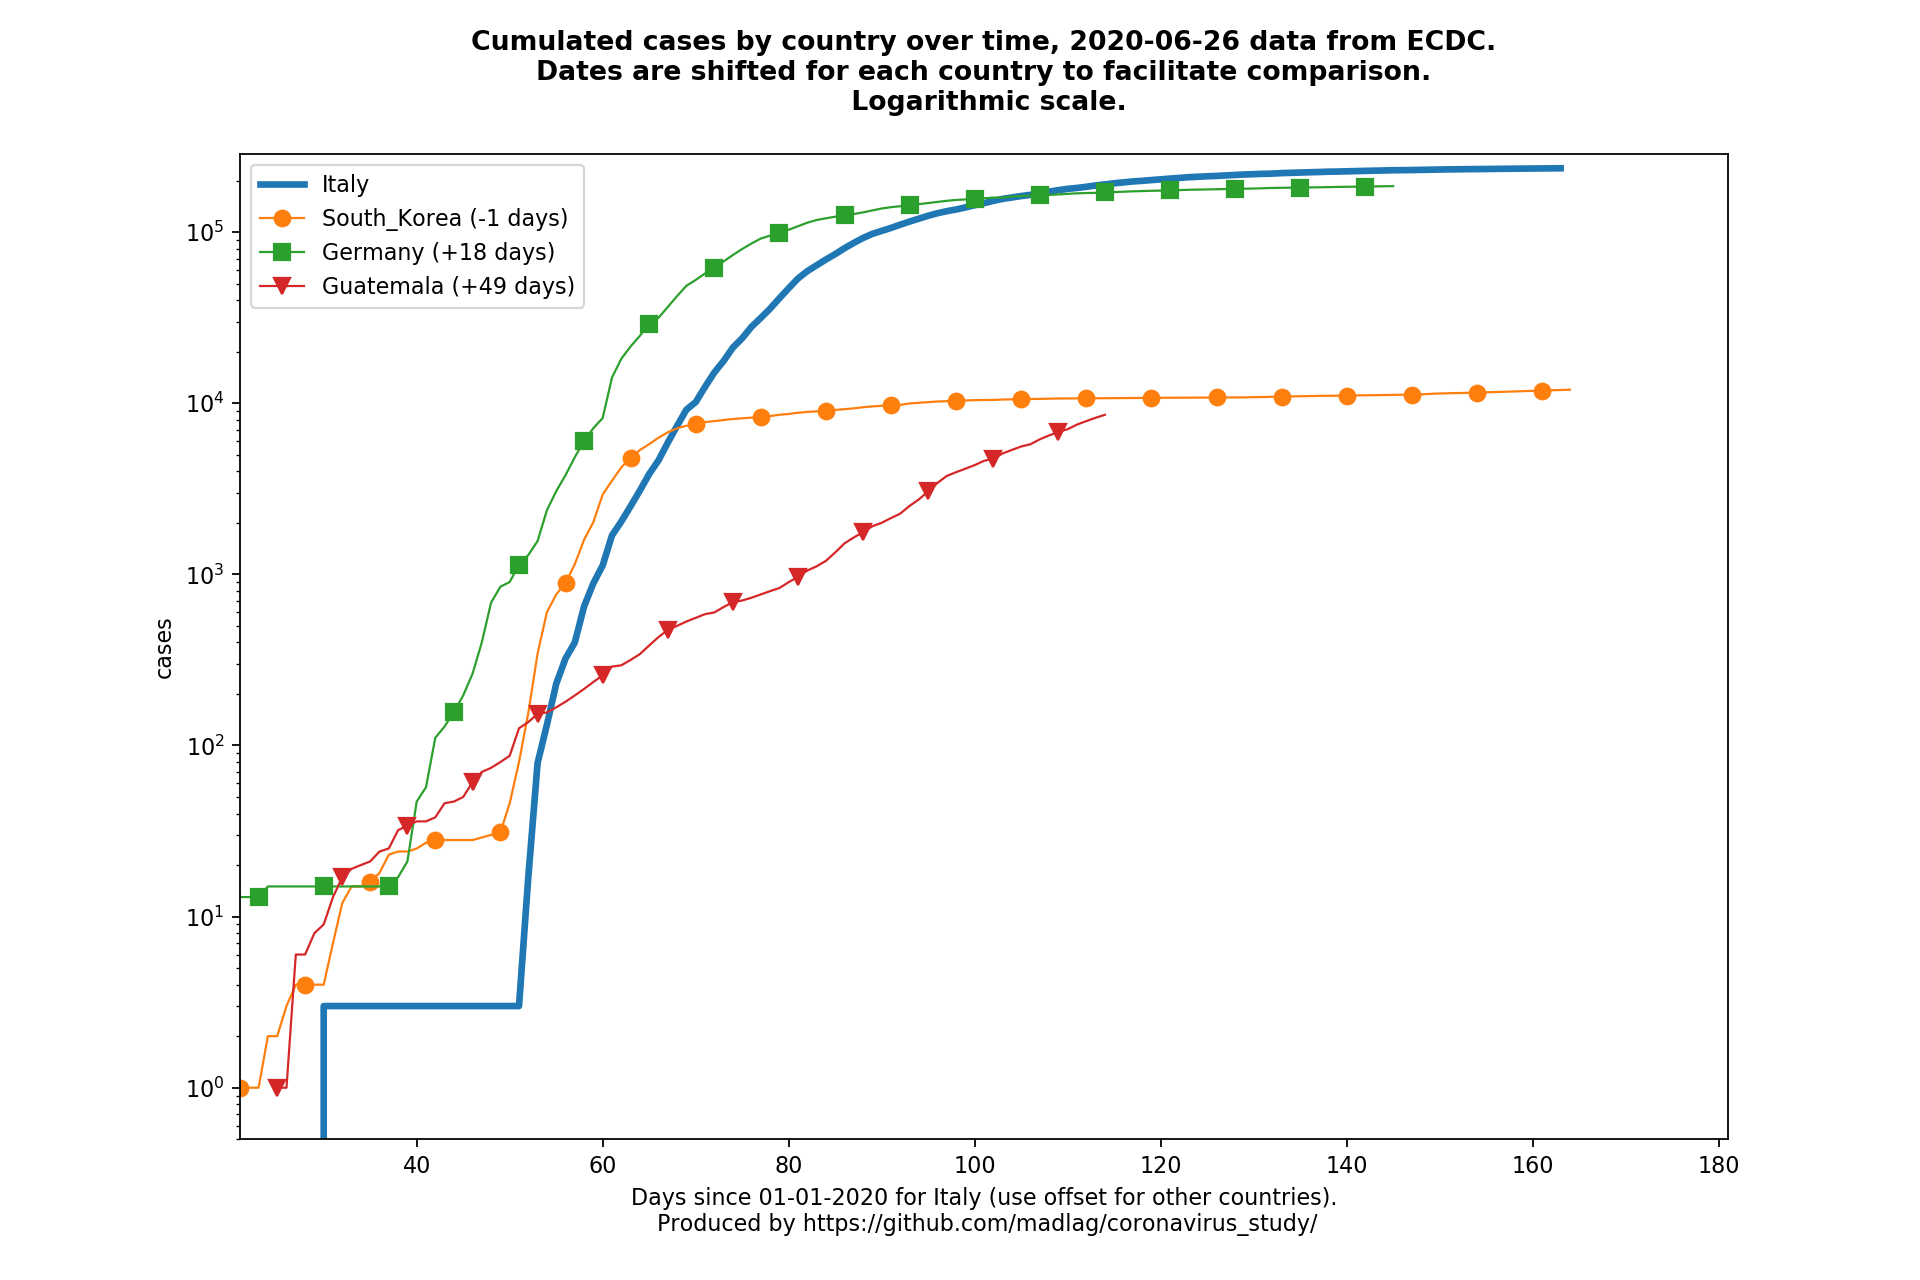 Cumulated cases by country over time, 2020-06-26 data from ECDC.
Dates are shifted for each country to facilitate comparison.
Logarithmic scale.
Italy
South_Korea (-1 days)
Germany (+18 days)
Guatemala (+49 days)
10^5
10^4
10^3
10^2
10^1
10^0
cases
40 60 80 100 120 140 160 180
Days since 01-01-2020 for Italy (use offset for other countries).
Produced by https://github.com/madlag/coronavirus_study/